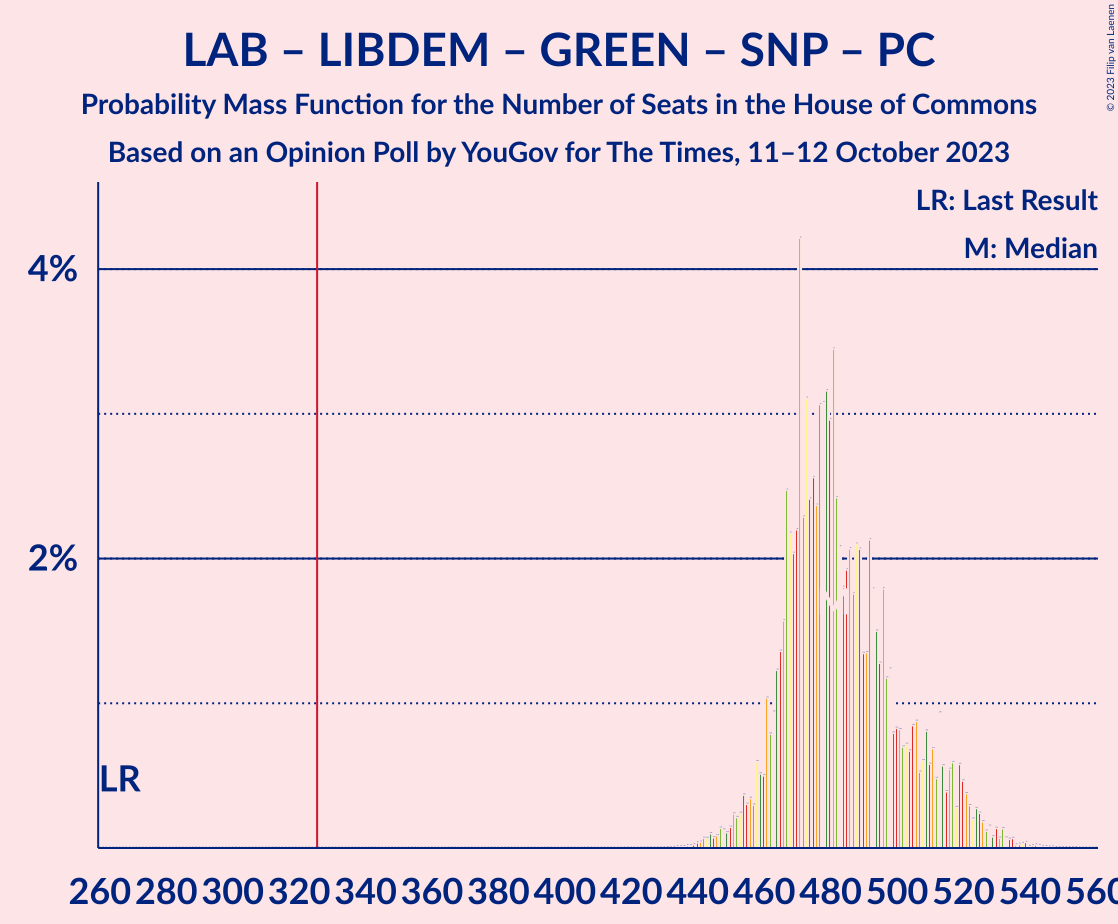 LAB – LIBDEM – GREEN – SNP – PC
Probability Mass Function for the Number of Seats in the House of Commons
Based on an Opinion Poll by YouGov for The Times, 11–12 October 2023
© 2023 Filip van Laenen
LR: Last Result
M: Median
4%
2%
LR
260 280 300 320 340 360 380 400 420 440 460 480 500 520 540 560